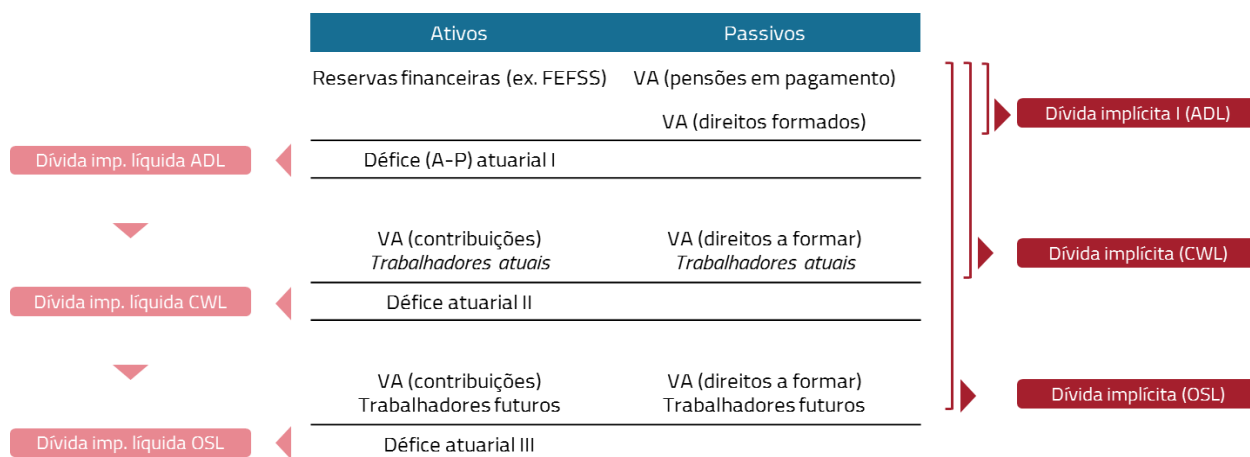 Ativos Passivos
Reservas financeiras (ex. FEFSS) VA (pensões em pagamento)
Dívida implícita I (ADL)
VA (direitos formados)
Dívida imp. líquida ADL Défice (A-P) atuarial I
VA (contribuições) VA (direitos a formar)
Trabalhadores atuais Trabalhadores atuais
Dívida implícita (CWL)
Dívida imp. líquida CWL Défice atuarial II
VA (contribuições) VA (direitos a formar)
Trabalhadores futuros Trabalhadores futuros
Dívida implícita (OSL)
Dívida imp. líquida OSL Défice atuarial III